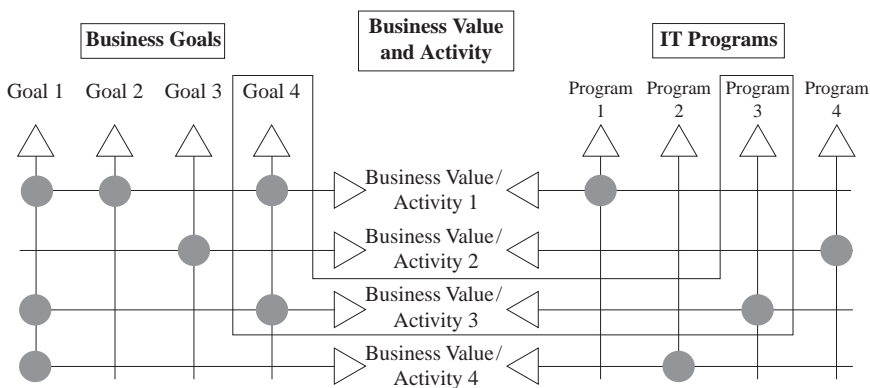 Business Goals
Business Value
and Activity
IT Programs
Goal 1 Goal 2 Goal 3 Goal 4
Program
1
Program
2
Program
3
Program
4
Business Value/
Activity 1
Business Value/
Activity 2
Business Value/
Activity 3
Business Value/
Activity 4